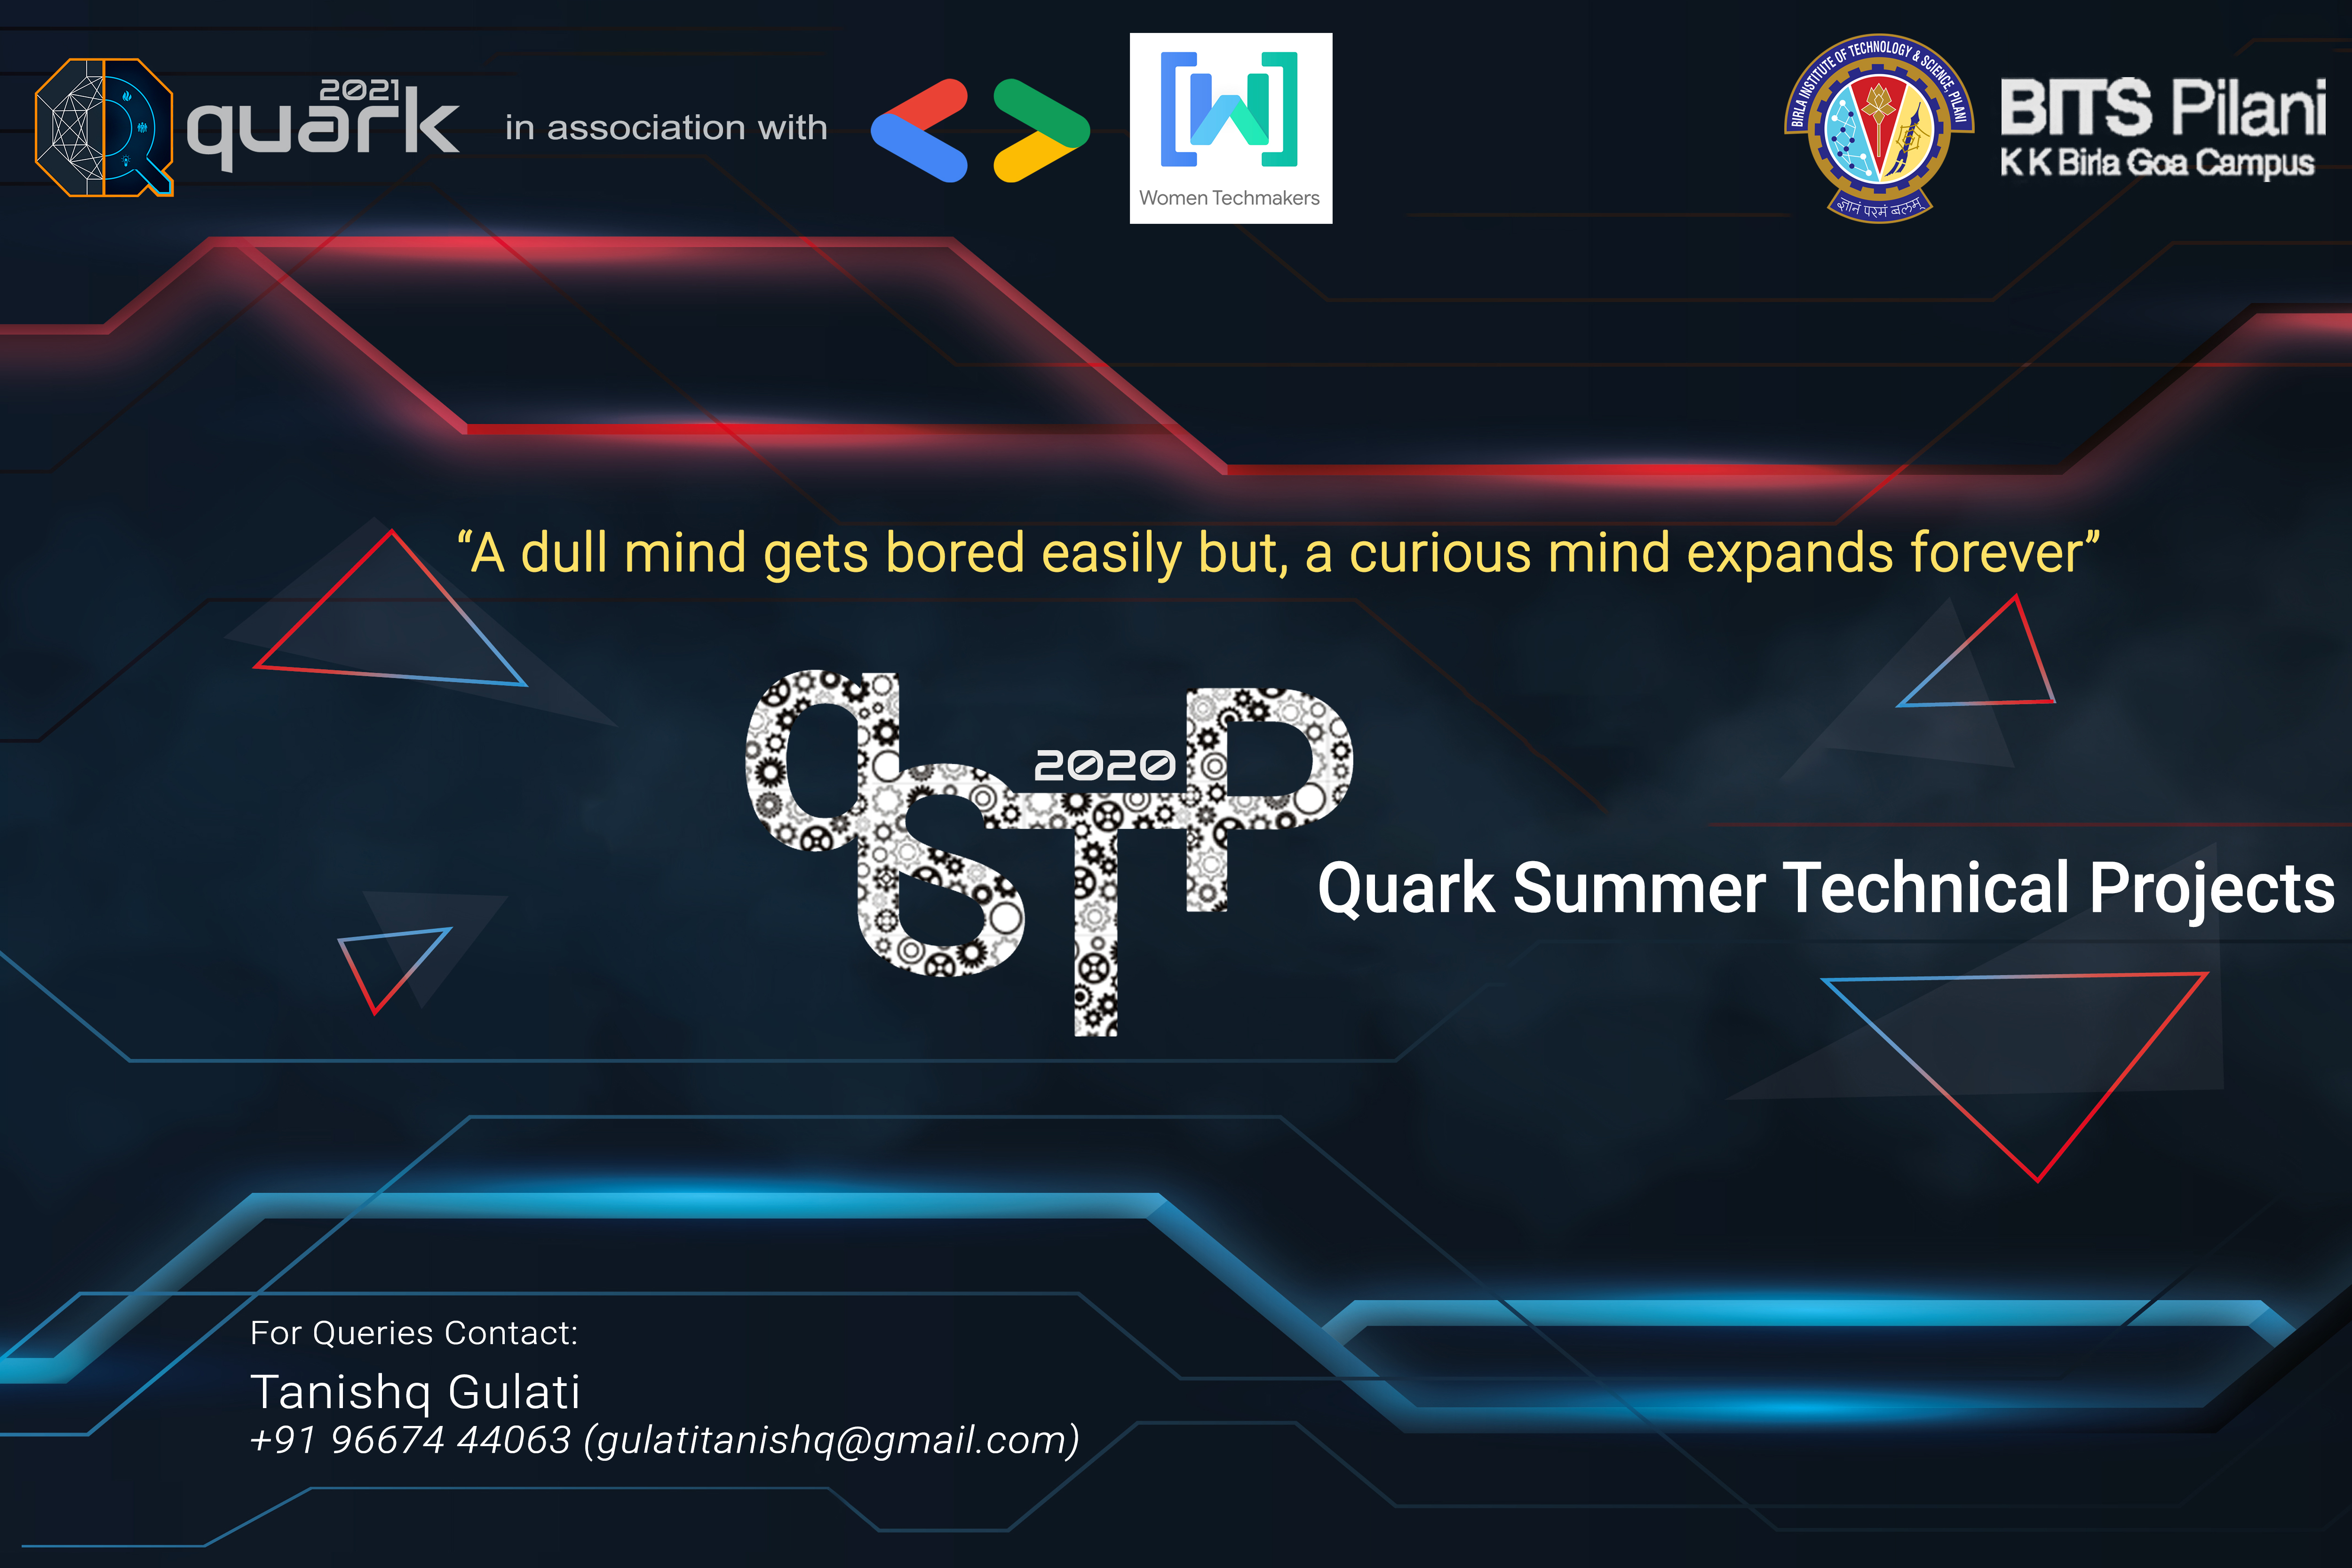 2021
quark
in association with
Women Techmakers
BIRLA INSTITUTE OF TECHNOLOGY & SCIENCE, PILANI
ज्ञानं परमं बलम्
BITS Pilani
K K Birla Goa Campus
“A dull mind gets bored easily but, a curious mind expands forever”
qSTP
2020
Quark Summer Technical Projects
For Queries Contact:
Tanishq Gulati
+91 96674 44063 (gulatitanishq@gmail.com)